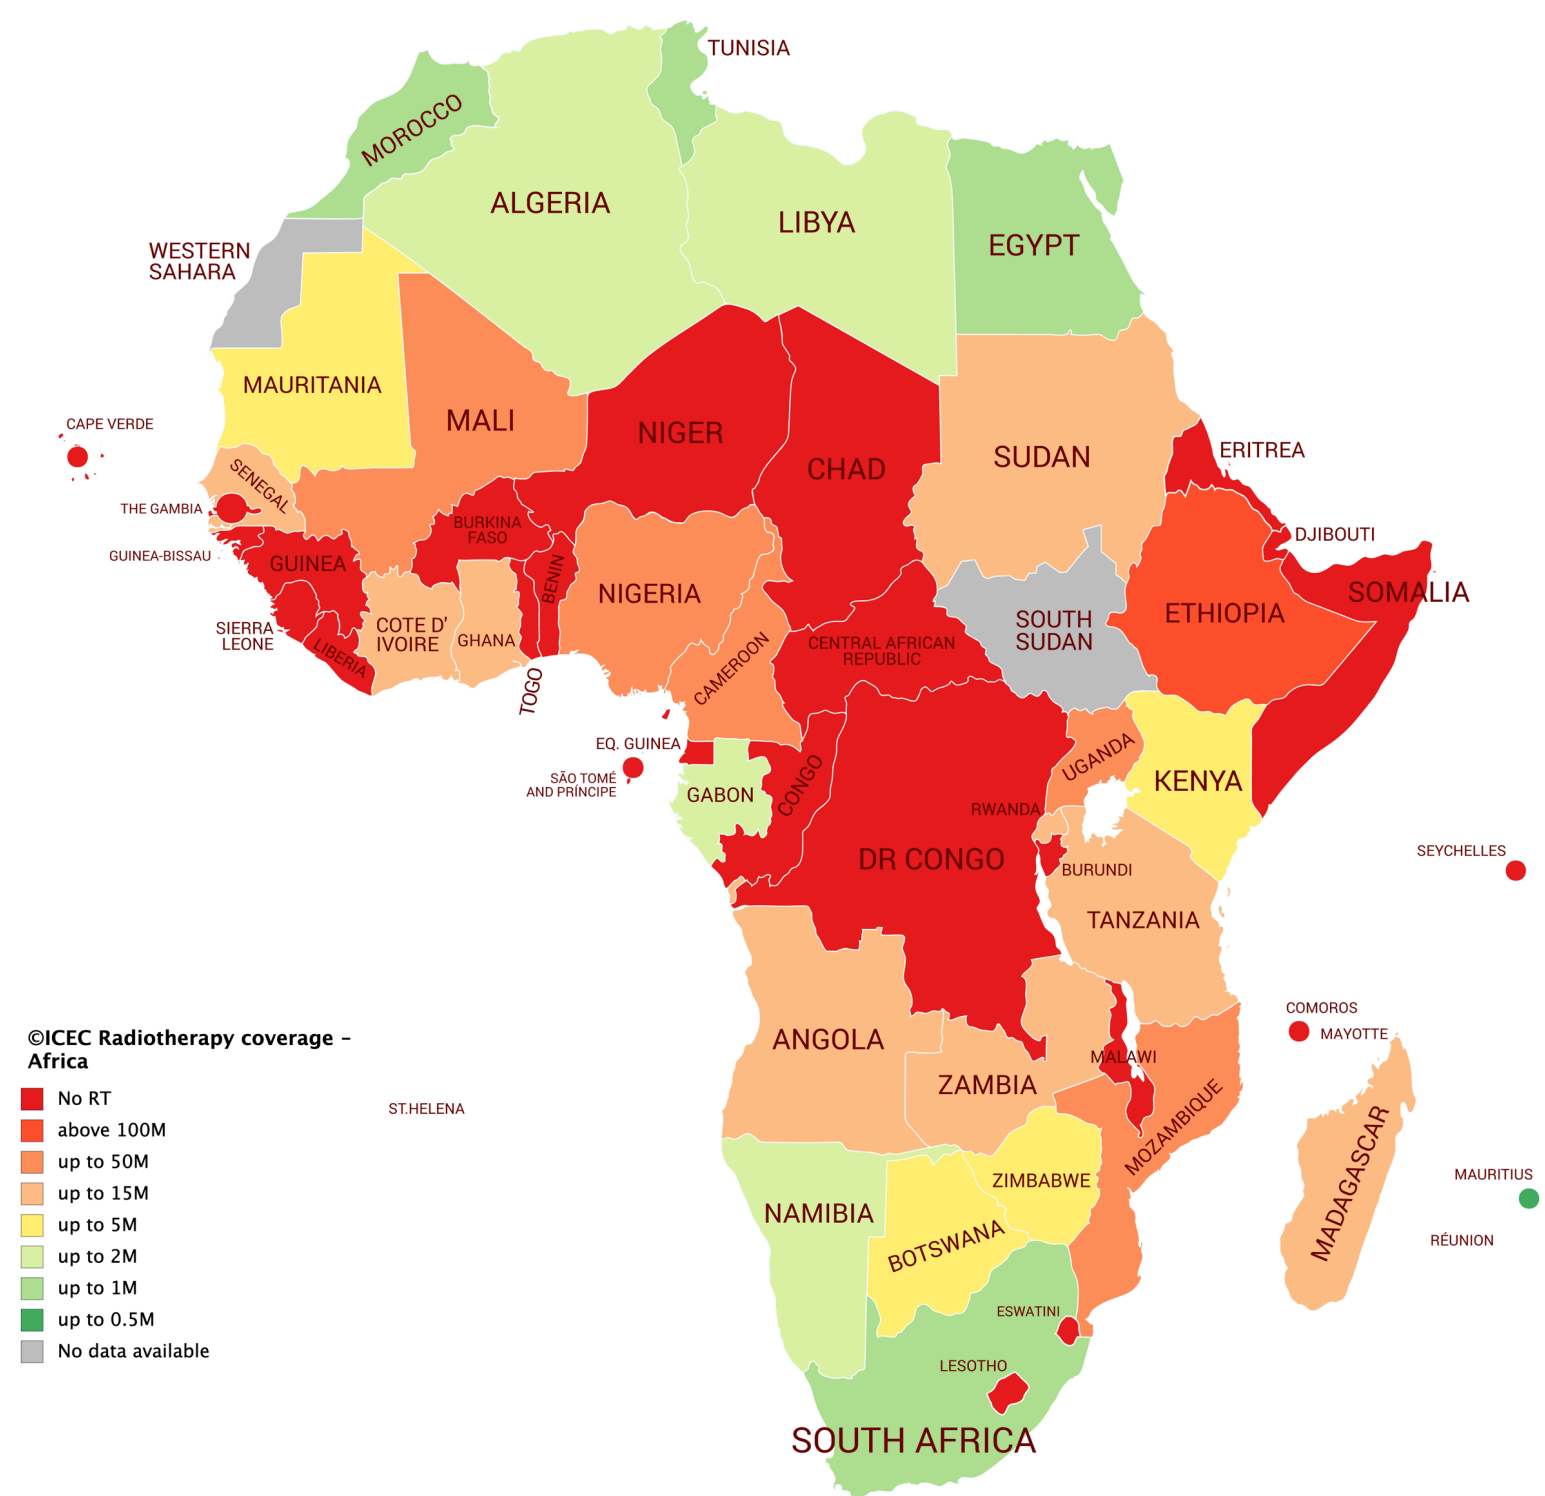 TUNISIA
MOROCCO
ALGERIA
LIBYA
EGYPT
WESTERN
SAHARA
MAURITANIA
MALI
NIGER
CHAD
SUDAN
ERITREA
CAPE VERDE
SENEGAL
THE GAMBIA
GUINEA-BISSAU
GUINEA
BURKINA
FASO
BENIN
NIGERIA
DJIBOUTI
SOMALIA
ETHIOPIA
SOUTH
SUDAN
SIERRA
LEONE
LIBERIA
COTE D'
IVOIRE
GHANA
TOGO
CAMEROON
CENTRAL AFRICAN
REPUBLIC
EQ. GUINEA
SÃO TOMÉ
AND PRÍNCIPE
GABON
CONGO
UGANDA
KENYA
RWANDA
DR CONGO
BURUNDI
SEYCHELLES
TANZANIA
COMOROS
MAYOTTE
ANGOLA
ZAMBIA
MALAWI
MOZAMBIQUE
MADAGASCAR
ST.HELENA
ZIMBABWE
MAURITIUS
NAMIBIA
BOTSWANA
RÉUNION
ESWATINI
LESOTHO
SOUTH AFRICA
©ICEC Radiotherapy coverage –
Africa
No RT
above 100M
up to 50M
up to 15M
up to 5M
up to 2M
up to 1M
up to 0.5M
No data available